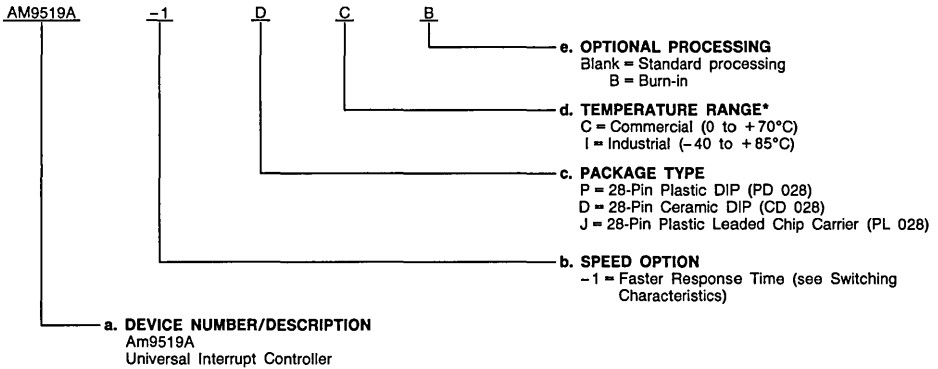 AM9519A -1 D C B
e. OPTIONAL PROCESSING
Blank = Standard processing
B = Burn-in
d. TEMPERATURE RANGE*
C = Commercial (0 to +70°C)
I = Industrial (-40 to +85°C)
c. PACKAGE TYPE
P = 28-Pin Plastic DIP (PD 028)
D = 28-Pin Ceramic DIP (CD 028)
J = 28-Pin Plastic Leaded Chip Carrier (PL 028)
b. SPEED OPTION
-1 = Faster Response Time (see Switching
Characteristics)
a. DEVICE NUMBER/DESCRIPTION
Am9519A
Universal Interrupt Controller